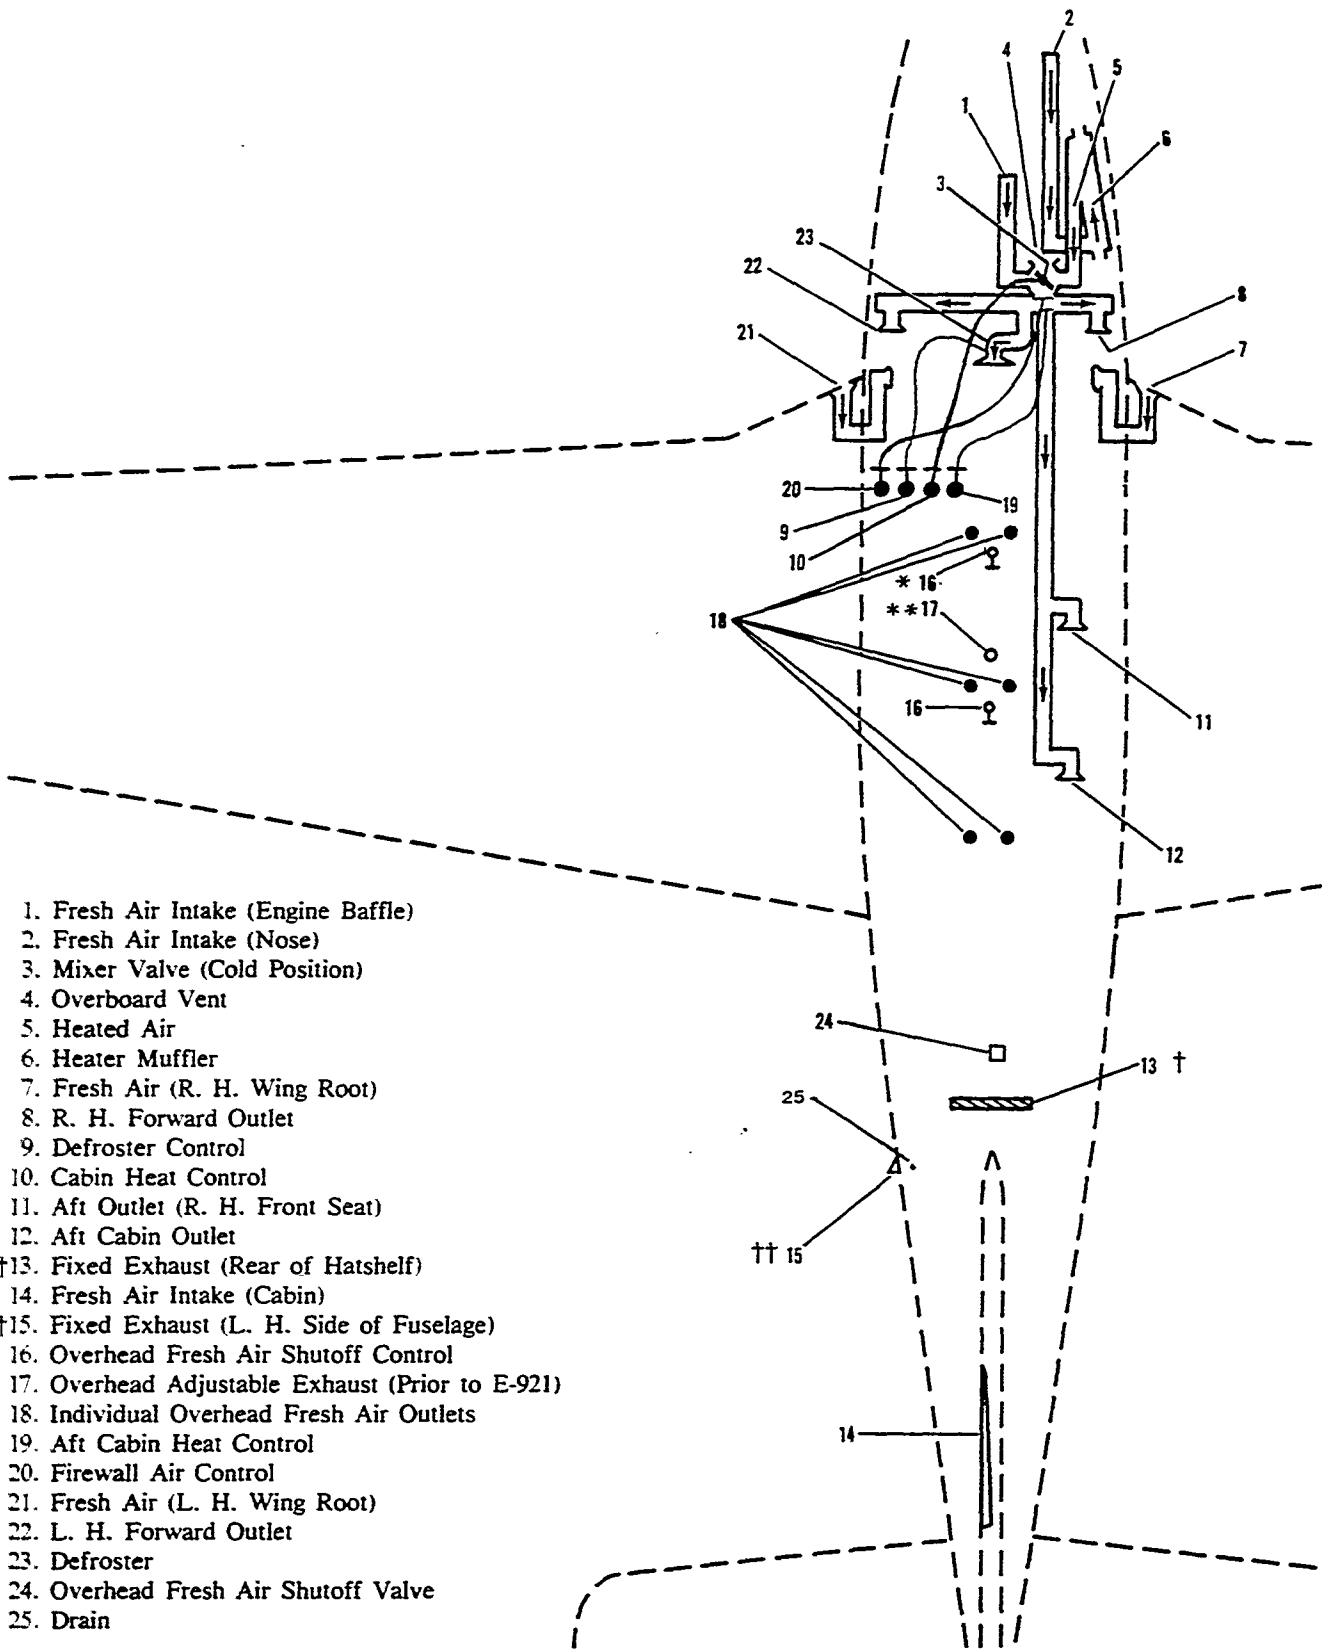 2
4
5
1
6
3
23
22
8
21
7
20
19
9
10
* 16
** 17
18
16
11
12
1. Fresh Air Intake (Engine Baffle)
2. Fresh Air Intake (Nose)
3. Mixer Valve (Cold Position)
4. Overboard Vent
5. Heated Air
6. Heater Muffler
7. Fresh Air (R. H. Wing Root)
8. R. H. Forward Outlet
9. Defroster Control
10. Cabin Heat Control
11. Aft Outlet (R. H. Front Seat)
12. Aft Cabin Outlet
†13. Fixed Exhaust (Rear of Hatshelf)
14. Fresh Air Intake (Cabin)
†15. Fixed Exhaust (L. H. Side of Fuselage)
16. Overhead Fresh Air Shutoff Control
17. Overhead Adjustable Exhaust (Prior to E-921)
18. Individual Overhead Fresh Air Outlets
19. Aft Cabin Heat Control
20. Firewall Air Control
21. Fresh Air (L. H. Wing Root)
22. L. H. Forward Outlet
23. Defroster
24. Overhead Fresh Air Shutoff Valve
25. Drain
24
13 †
25
†† 15
14